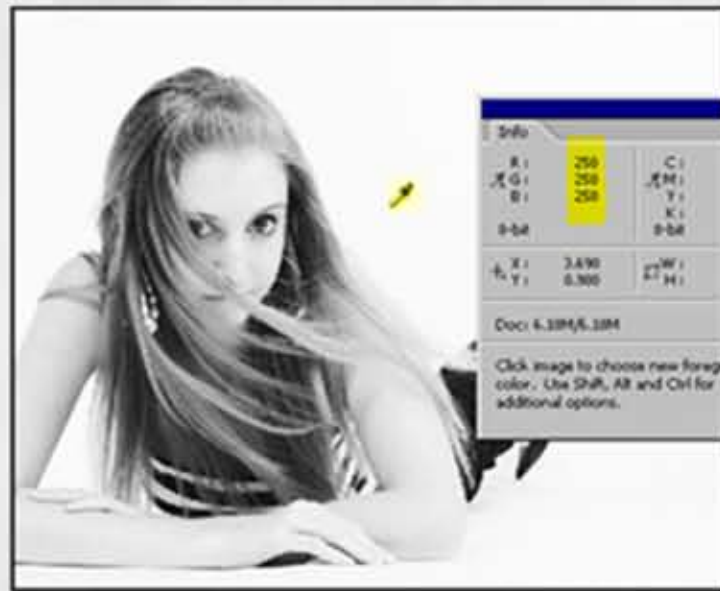 Info
R: 250 C:
G: 250 M:
B: 250 Y:
K:
8-bit 8-bit
X: 3.690 W:
Y: 0.900 H:
Doc: 6.10M/6.10M
Click image to choose new foreg
color. Use Shift, Alt and Ctrl for
additional options.